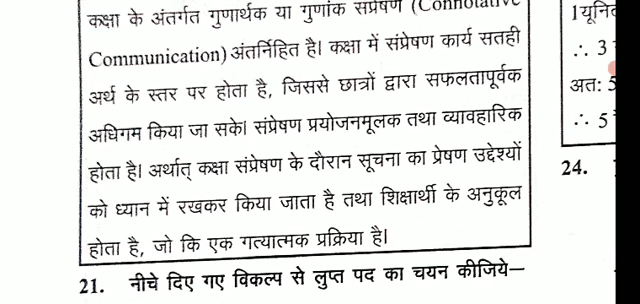 कक्षा के अंतर्गत गुणार्थक या गुणांक संप्रेषण (Connotative
Communication) अंतर्निहित है। कक्षा में संप्रेषण कार्य सतही
अर्थ के स्तर पर होता है, जिससे छात्रों द्वारा सफलतापूर्वक
अधिगम किया जा सके। संप्रेषण प्रयोजनमूलक तथा व्यावहारिक
होता है। अर्थात् कक्षा संप्रेषण के दौरान सूचना का प्रेषण उद्देश्यों
को ध्यान में रखकर किया जाता है तथा शिक्षार्थी के अनुकूल
होता है, जो कि एक गत्यात्मक प्रक्रिया है।
21. नीचे दिए गए विकल्प से लुप्त पद का चयन कीजिये–
∴ 3
अत: 5
∴ 5
24.